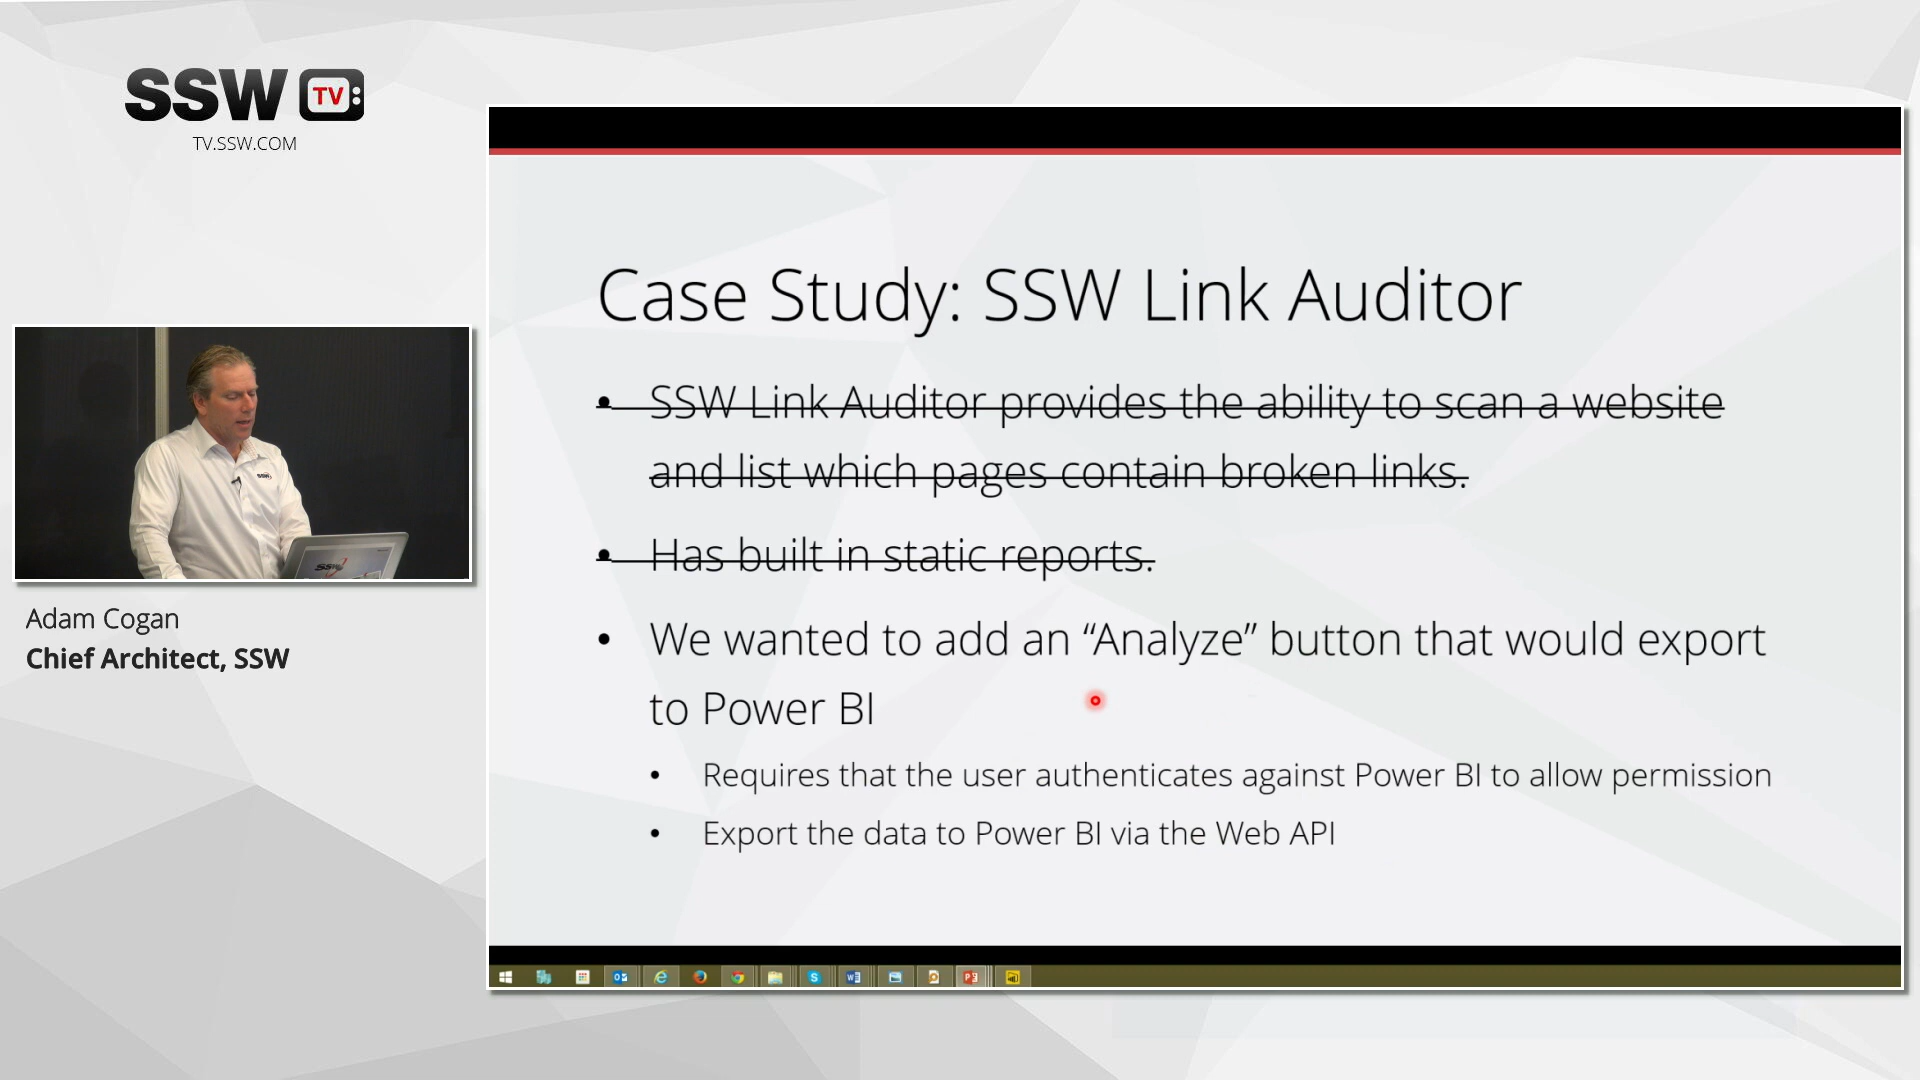 SSW TV:
TV.SSW.COM
Case Study: SSW Link Auditor
• SSW Link Auditor provides the ability to scan a website
and list which pages contain broken links.
• Has built in static reports.
• We wanted to add an “Analyze” button that would export
to Power BI
• Requires that the user authenticates against Power BI to allow permission
• Export the data to Power BI via the Web API
SSW
SSW
Adam Cogan
Chief Architect, SSW